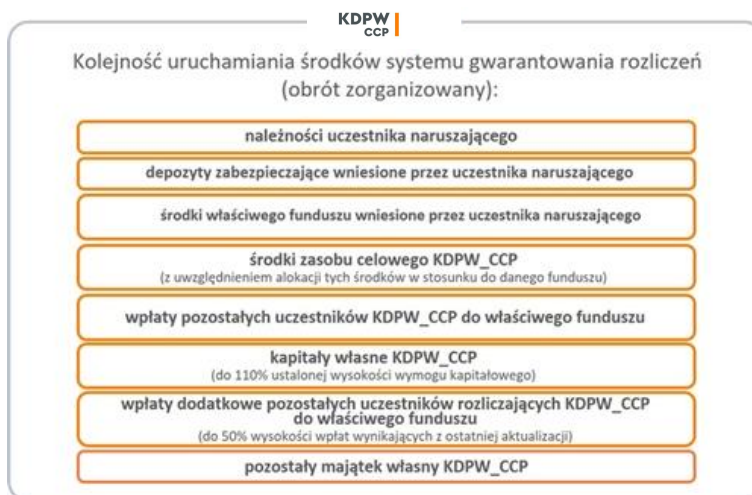 KDPW
CCP
Kolejność uruchamiania środków systemu gwarantowania rozliczeń
(obrót zorganizowany):
należności uczestnika naruszającego
depozyty zabezpieczające wniesione przez uczestnika naruszającego
środki właściwego funduszu wniesione przez uczestnika naruszającego
środki zasobu celowego KDPW_CCP
(z uwzględnieniem alokacji tych środków w stosunku do danego funduszu)
wpłaty pozostałych uczestników KDPW_CCP do właściwego funduszu
kapitały własne KDPW_CCP
(do 110% ustalonej wysokości wymogu kapitałowego)
wpłaty dodatkowe pozostałych uczestników rozliczających KDPW_CCP
do właściwego funduszu
(do 50% wysokości wpłat wynikających z ostatniej aktualizacji)
pozostały majątek własny KDPW_CCP